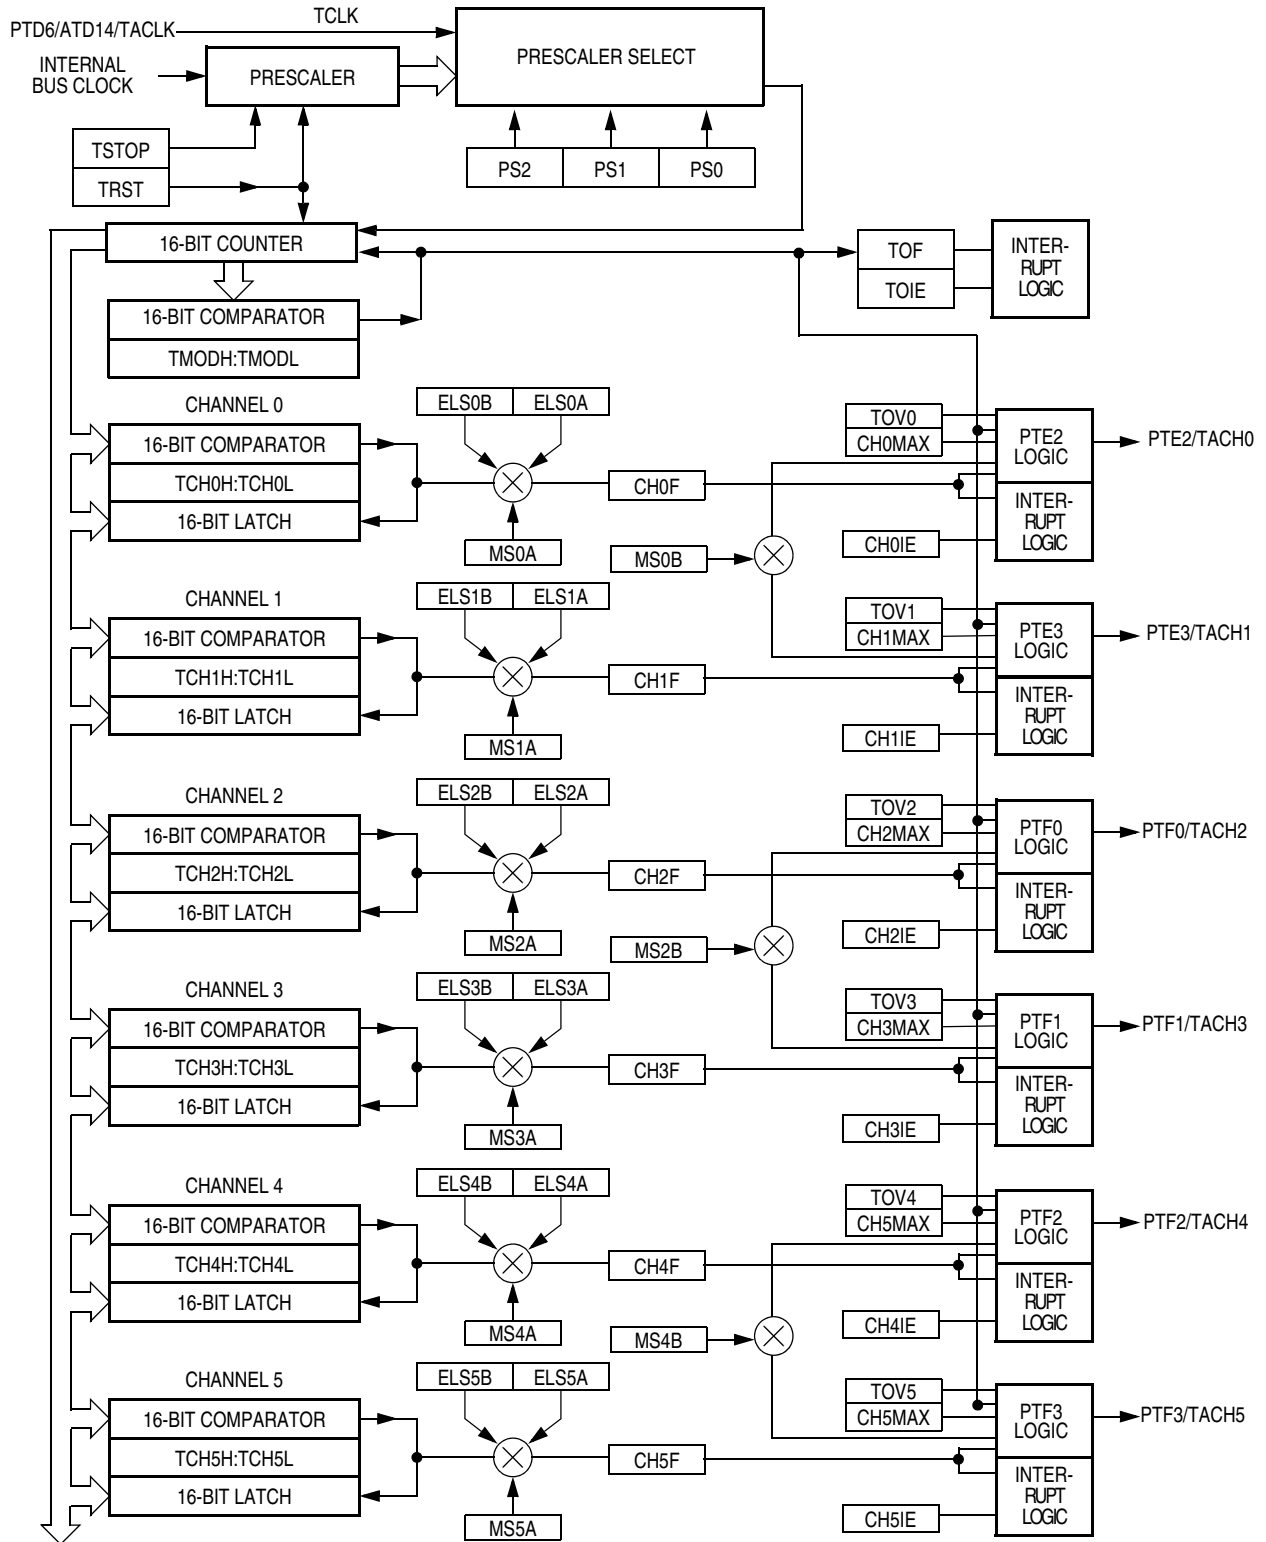 TCLK
PTD6/ATD14/TACLK
PRESCALER SELECT
INTERNAL
BUS CLOCK
PRESCALER
TSTOP
TRST
PS2
PS1
PS0
16-BIT COUNTER
TOF
TOIE
INTER-
RUPT
LOGIC
16-BIT COMPARATOR
TMODH:TMODL
CHANNEL 0
16-BIT COMPARATOR
TCH0H:TCH0L
16-BIT LATCH
ELS0B
ELS0A
MS0A
CH0F
MS0B
TOV0
CH0MAX
CH0IE
PTE2
LOGIC
INTER-
RUPT
LOGIC
PTE2/TACH0
CHANNEL 1
16-BIT COMPARATOR
TCH1H:TCH1L
16-BIT LATCH
ELS1B
ELS1A
MS1A
CH1F
TOV1
CH1MAX
CH1IE
PTE3
LOGIC
INTER-
RUPT
LOGIC
PTE3/TACH1
CHANNEL 2
16-BIT COMPARATOR
TCH2H:TCH2L
16-BIT LATCH
ELS2B
ELS2A
MS2A
CH2F
MS2B
TOV2
CH2MAX
CH2IE
PTF0
LOGIC
INTER-
RUPT
LOGIC
PTF0/TACH2
CHANNEL 3
16-BIT COMPARATOR
TCH3H:TCH3L
16-BIT LATCH
ELS3B
ELS3A
MS3A
CH3F
TOV3
CH3MAX
CH3IE
PTF1
LOGIC
INTER-
RUPT
LOGIC
PTF1/TACH3
CHANNEL 4
16-BIT COMPARATOR
TCH4H:TCH4L
16-BIT LATCH
ELS4B
ELS4A
MS4A
CH4F
MS4B
TOV4
CH5MAX
CH4IE
PTF2
LOGIC
INTER-
RUPT
LOGIC
PTF2/TACH4
CHANNEL 5
16-BIT COMPARATOR
TCH5H:TCH5L
16-BIT LATCH
ELS5B
ELS5A
MS5A
CH5F
TOV5
CH5MAX
CH5IE
PTF3
LOGIC
INTER-
RUPT
LOGIC
PTF3/TACH5